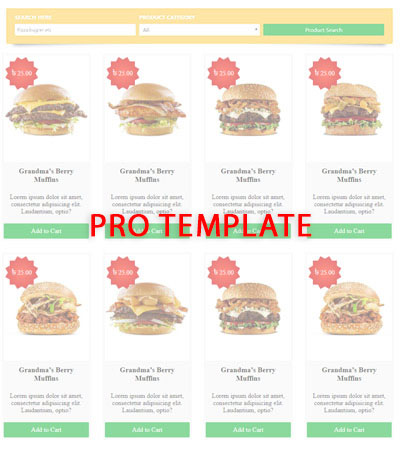 SEARCH HERE PRODUCT CATEGORY
All Product Search
৳ 25.00 ৳ 25.00 ৳ 25.00 ৳ 25.00
Grandma's Berry Grandma's Berry Grandma's Berry Grandma's Berry
Muffins Muffins Muffins Muffins
Lorem ipsum dolor sit amet, Lorem ipsum dolor sit amet, Lorem ipsum dolor sit amet, Lorem ipsum dolor sit amet,
consectetur adipisicing elit. consectetur adipisicing elit. consectetur adipisicing elit. consectetur adipisicing elit.
Laudantium, optio? Laudantium, optio? Laudantium, optio? Laudantium, optio?
PRO TEMPLATE
Add to Cart Add to Cart Add to Cart Add to Cart
৳ 25.00 ৳ 25.00 ৳ 25.00 ৳ 25.00
Grandma's Berry Grandma's Berry Grandma's Berry Grandma's Berry
Muffins Muffins Muffins Muffins
Lorem ipsum dolor sit amet, Lorem ipsum dolor sit amet, Lorem ipsum dolor sit amet, Lorem ipsum dolor sit amet,
consectetur adipisicing elit. consectetur adipisicing elit. consectetur adipisicing elit. consectetur adipisicing elit.
Laudantium, optio? Laudantium, optio? Laudantium, optio? Laudantium, optio?
Add to Cart Add to Cart Add to Cart Add to Cart